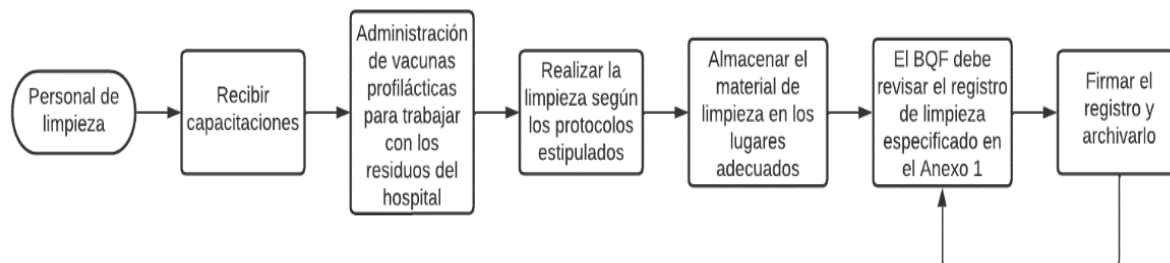 Personal de
limpieza
Recibir
capacitaciones
Administración
de vacunas
profilácticas
para trabajar
con los
residuos del
hospital
Realizar la
limpieza según
los protocolos
estipulados
Almacenar el
material de
limpieza en los
lugares
adecuados
El BQF debe
revisar el registro
de limpieza
especificado en
el Anexo 1
Firmar el
registro y
archivarlo